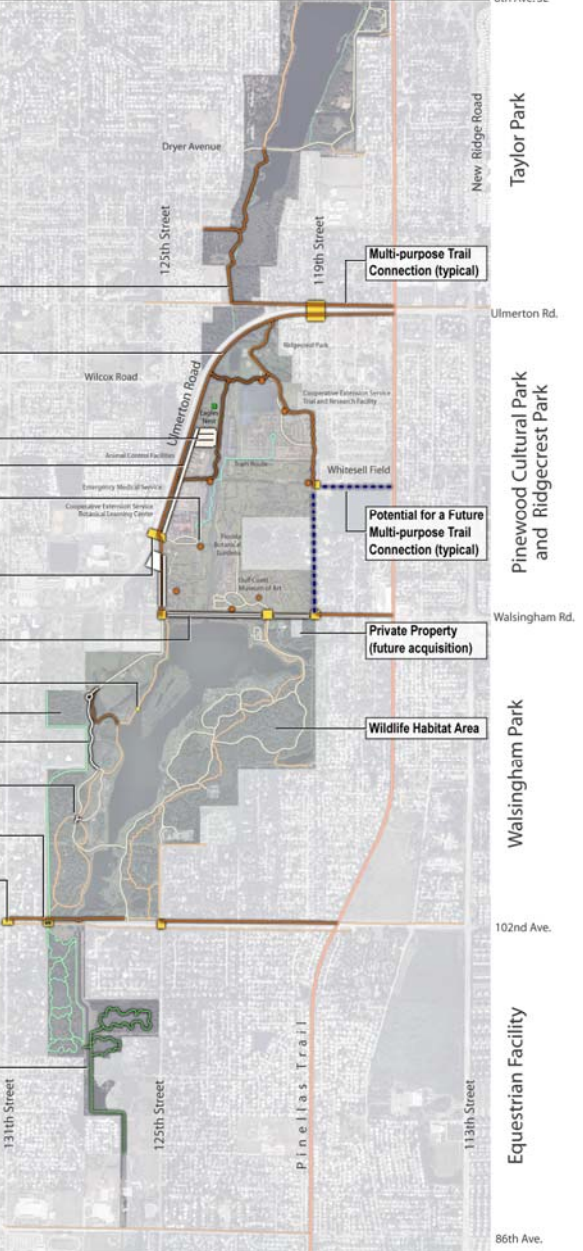 8th Ave. SE
Taylor Park
New Ridge Road
Dryer Avenue
125th Street
119th Street
Multi-purpose Trail
Connection (typical)
Ulmerton Rd.
Ridgecrest Park
Wilcox Road
Ulmerton Road
Cooperative Extension Service
Trial and Research Facility
Eagles
Nest
Animal Control Facilities
Tram Route
Whitesell Field
Emergency Medical Service
Cooperative Extension Service
Botanical Learning Center
Pinewood Cultural Park
and Ridgecrest Park
Potential for a Future
Multi-purpose Trail
Connection (typical)
Florida
Botanical
Gardens
Gulf Coast
Museum of Art
Walsingham Rd.
Private Property
(future acquisition)
Wildlife Habitat Area
Walsingham Park
102nd Ave.
Equestrian Facility
131th Street
125th Street
Pinellas Trail
113th Street
86th Ave.